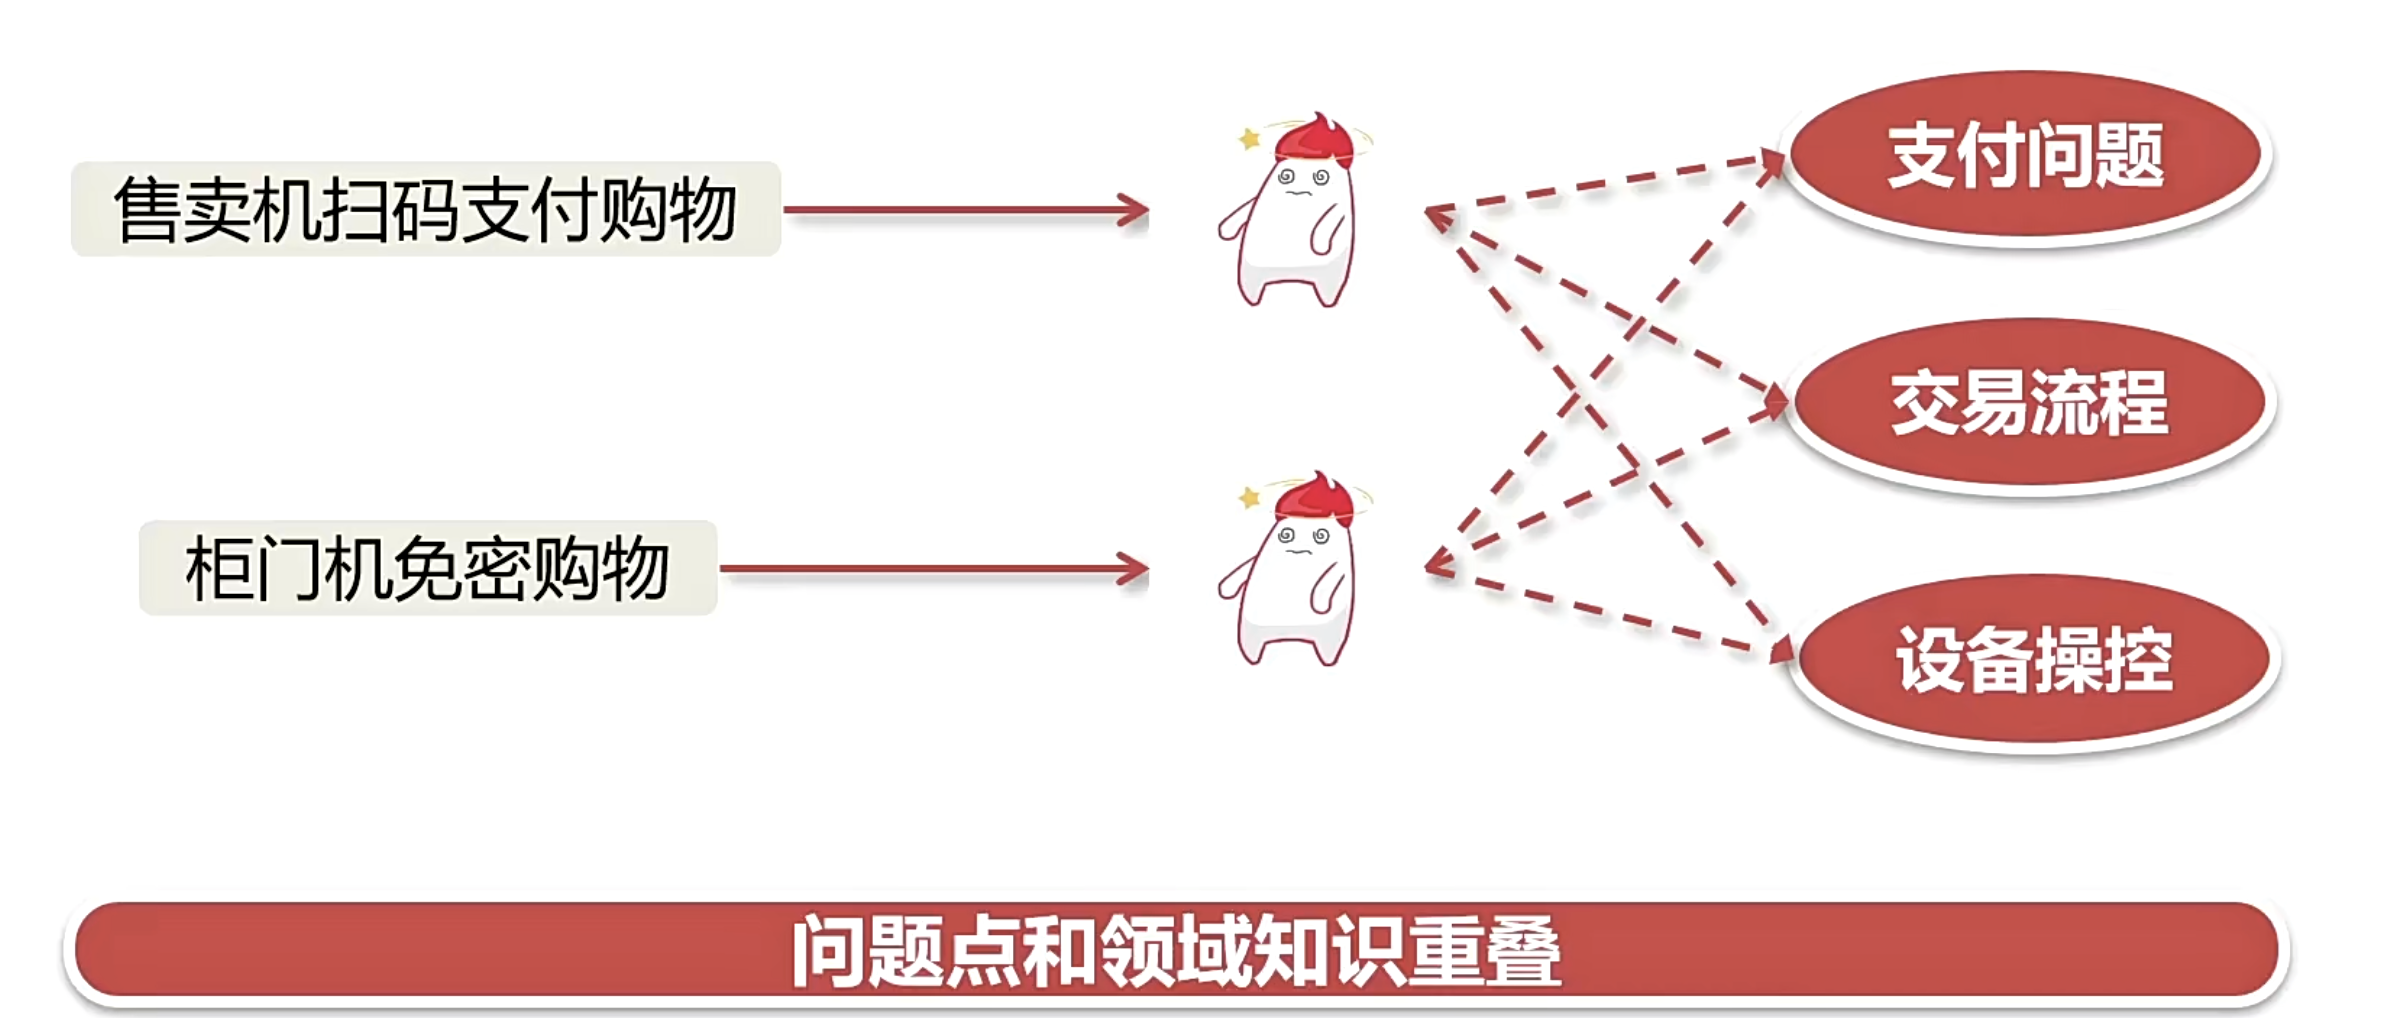 售卖机扫码支付购物
柜门机免密购物
支付问题
交易流程
设备操控
问题点和领域知识重叠